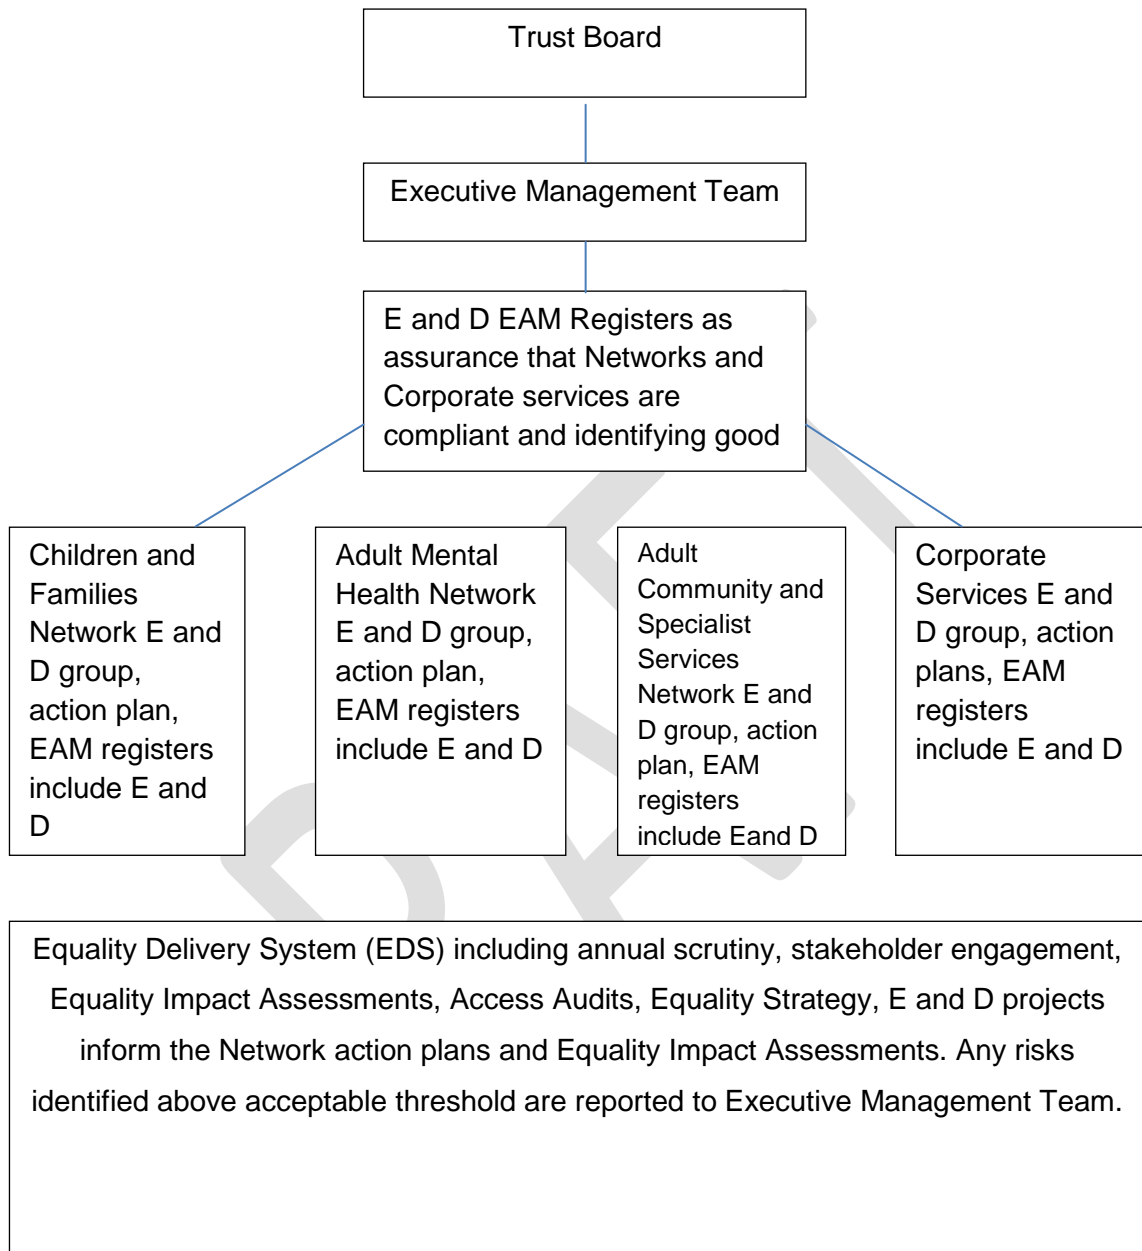 Trust Board
Executive Management Team
E and D EAM Registers as
assurance that Networks and
Corporate services are
compliant and identifying good
Children and
Families
Network E and
D group,
action plan,
EAM registers
include E and
D
Adult Mental
Health Network
E and D group,
action plan,
EAM registers
include E and D
Adult
Community and
Specialist
Services
Network E and
D group, action
plan, EAM
registers
include Eand D
Corporate
Services E and
D group, action
plans, EAM
registers
include E and D
Equality Delivery System (EDS) including annual scrutiny, stakeholder engagement,
Equality Impact Assessments, Access Audits, Equality Strategy, E and D projects
inform the Network action plans and Equality Impact Assessments. Any risks
identified above acceptable threshold are reported to Executive Management Team.
DRAFT